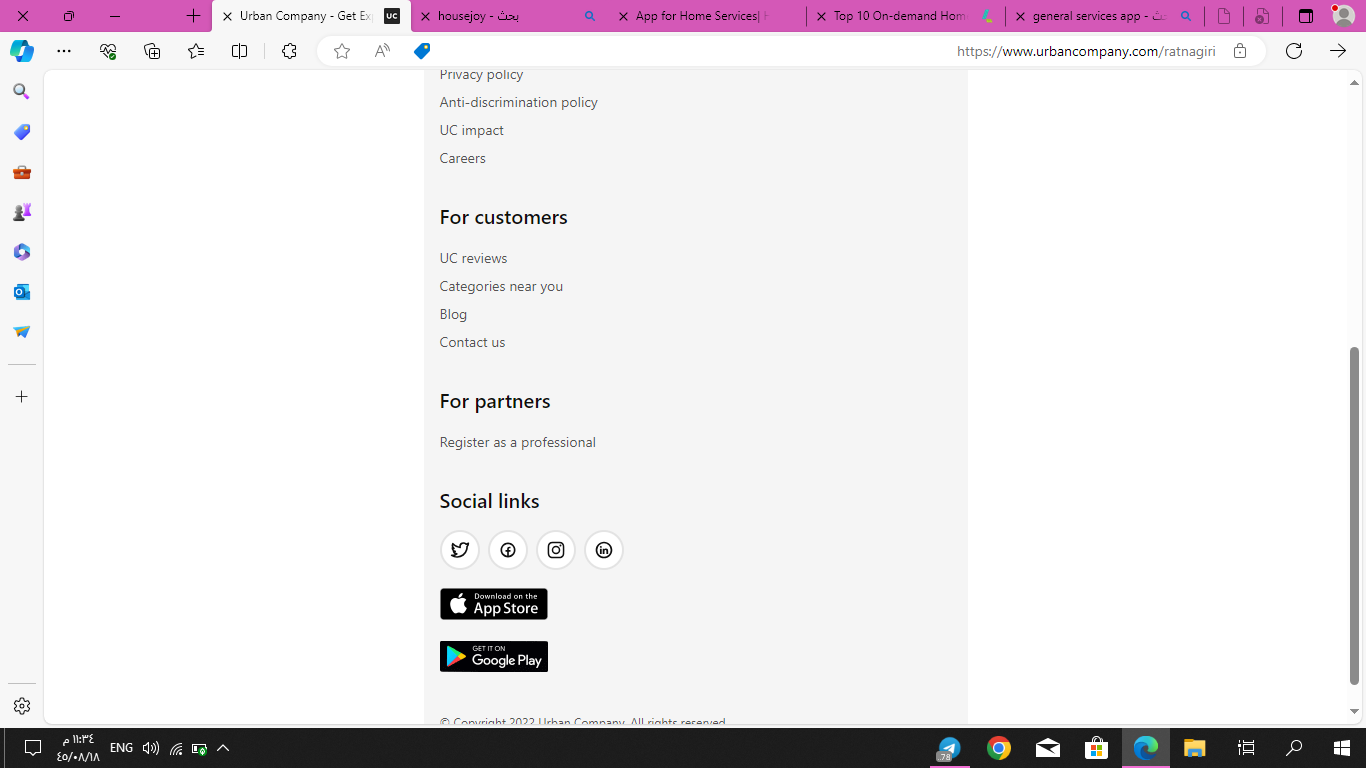 Urban Company - Get Ex
UC
housejoy - بحث
App for Home Services| H
Top 10 On-demand Hom
general services app - بحث
https://www.urbancompany.com/ratnagiri
Privacy policy
Anti-discrimination policy
UC impact
Careers
For customers
UC reviews
Categories near you
Blog
Contact us
For partners
Register as a professional
Social links
Download on the
App Store
GET IT ON
Google Play
© Copyright 2022 Urban Company. All rights reserved.
ENG
١١:٣٤ م
٤٥/٠٨/١٨
78